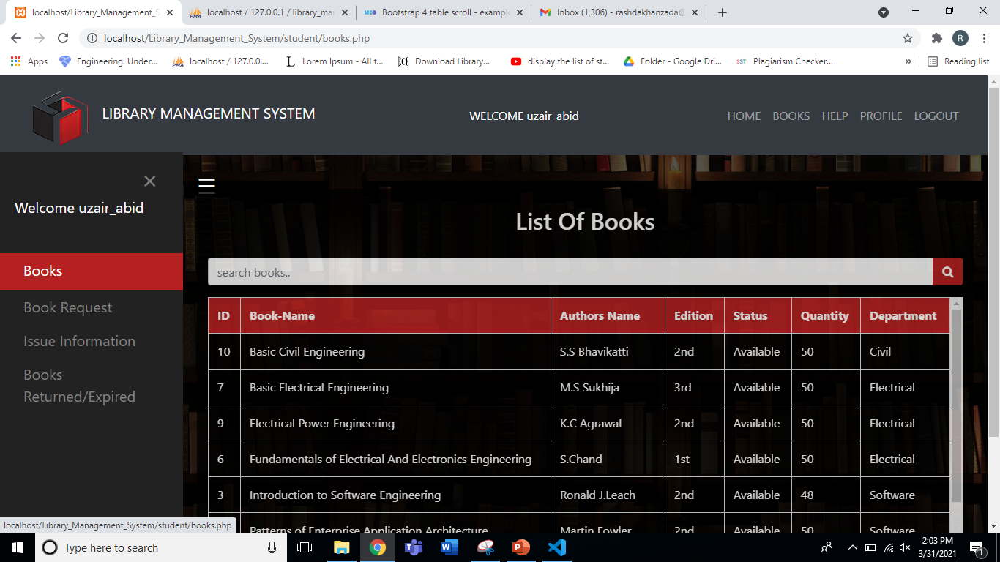 localhost/Library_Management_S
localhost / 127.0.0.1 / library_ma
Bootstrap 4 table scroll - exampl
Inbox (1,306) - rashdakhanzada@
localhost/Library_Management_System/student/books.php
R
Apps
Engineering: Under...
localhost / 127.0.0....
Lorem Ipsum - All t...
Download Library...
display the list of st...
Folder - Google Dri...
SST Plagiarism Checker...
»
Reading list
LIBRARY MANAGEMENT SYSTEM
WELCOME uzair_abid
HOME BOOKS HELP PROFILE LOGOUT
×
Welcome uzair_abid
Books
Book Request
Issue Information
Books
Returned/Expired
List Of Books
search books..
ID Book-Name Authors Name Edition Status Quantity Department
10 Basic Civil Engineering S.S Bhavikatti 2nd Available 50 Civil
7 Basic Electrical Engineering M.S Sukhija 3rd Available 50 Electrical
9 Electrical Power Engineering K.C Agrawal 2nd Available 50 Electrical
6 Fundamentals of Electrical And Electronics Engineering S.Chand 1st Available 50 Electrical
3 Introduction to Software Engineering Ronald J.Leach 2nd Available 48 Software
Patterns of Enterprise Application Architecture Martin Fowler 2nd Available 50 Software
localhost/Library_Management_System/student/books.php
Type here to search
2:03 PM
3/31/2021
1